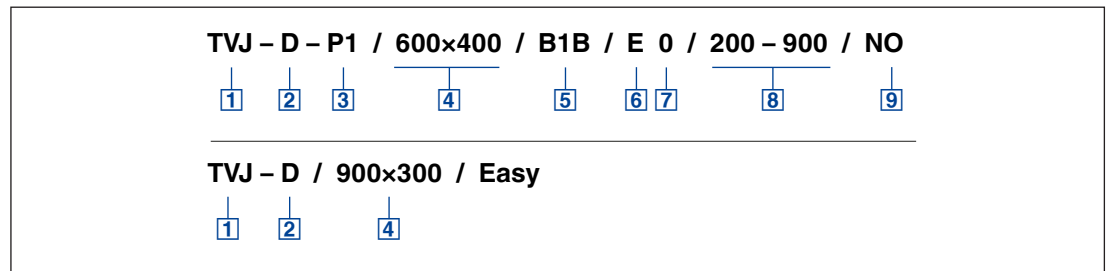 TVJ – D – P1 / 600×400 / B1B / E 0 / 200 – 900 / NO
1 2 3 4 5 6 7 8 9
TVJ – D / 900×300 / Easy
1 2 4